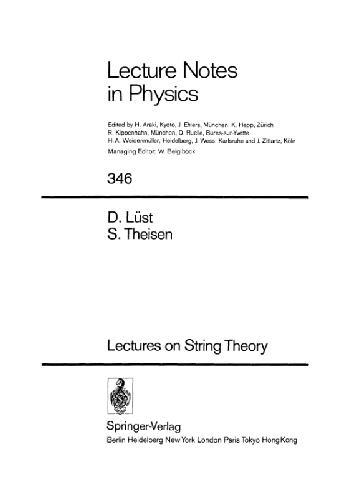 Lecture Notes
in Physics
Edited by H. Araki, Kyoto, J. Ehlers, München, K. Hepp, Zürich
R. Kippenhahn, München, D. Ruelle, Bures-sur-Yvette
H. A. Weidenmüller, Heidelberg, J. Wess, Karlsruhe and J. Zittartz, Köln
Managing Editor: W. Beiglböck
346
D. Lüst
S. Theisen
Lectures on String Theory
Springer-Verlag
Berlin Heidelberg New York London Paris Tokyo Hong Kong